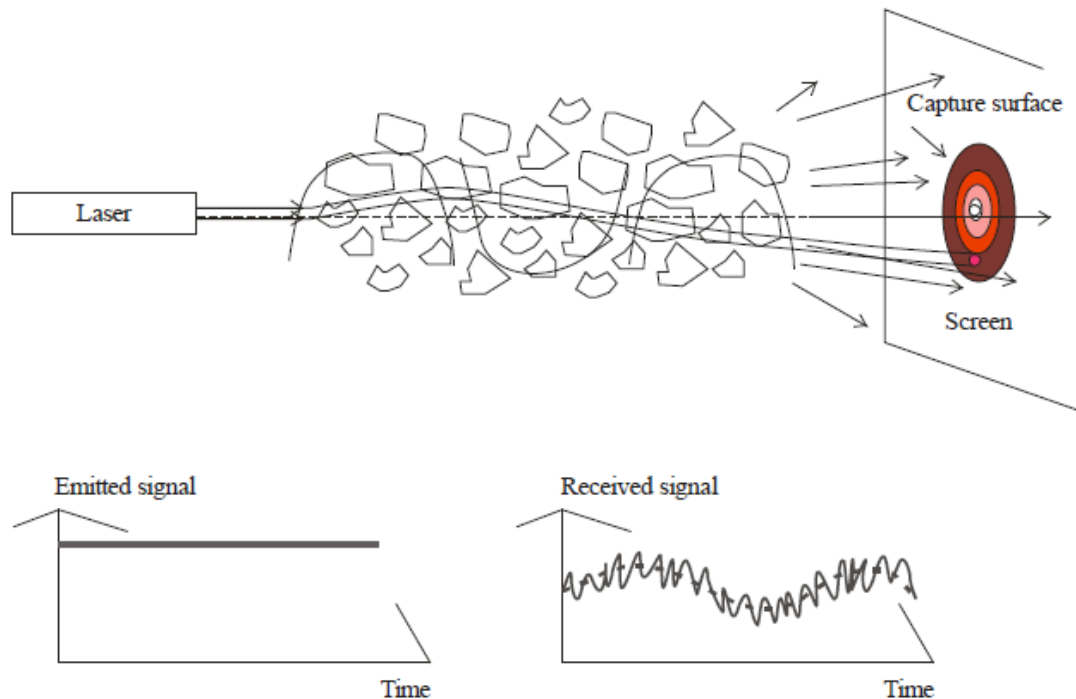 Capture surface
Laser
Screen
Emitted signal
Received signal
Time
Time